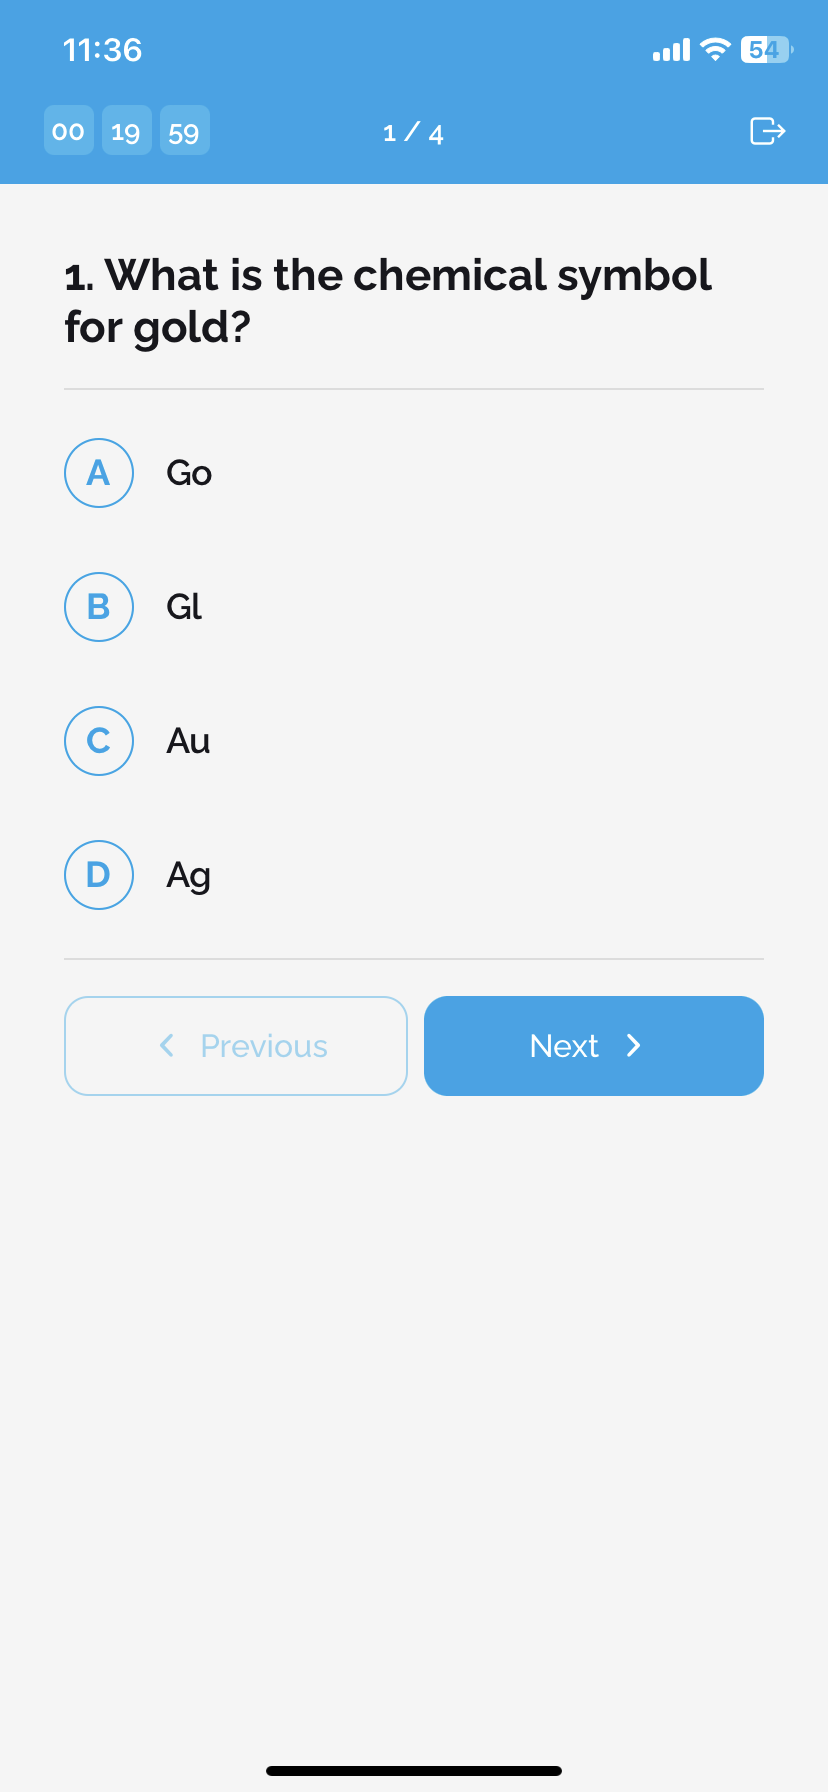 11:36
54
00 19 59
1 / 4
1. What is the chemical symbol
for gold?
A Go
B Gl
C Au
D Ag
Previous
Next